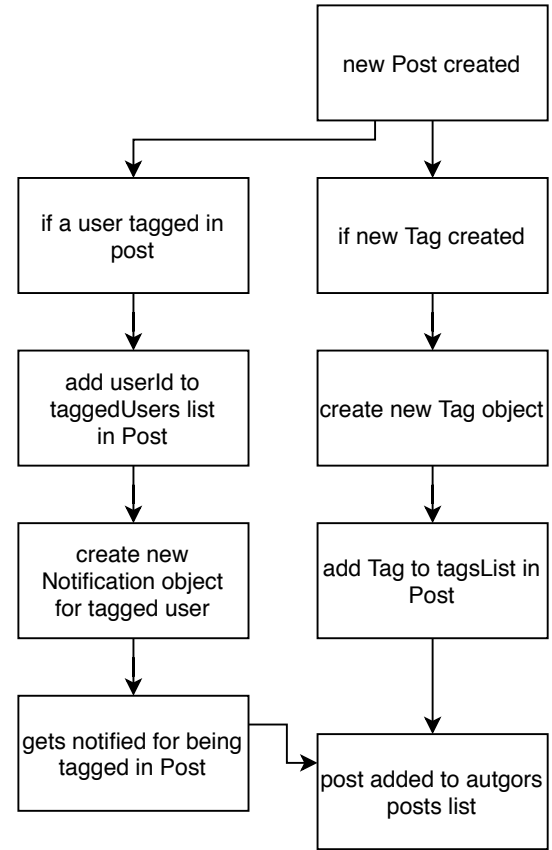 new Post created
if a user tagged in
post
if new Tag created
add userId to
taggedUsers list
in Post
create new Tag object
create new
Notification object
for tagged user
add Tag to tagsList in
Post
gets notified for being
tagged in Post
post added to autgors
posts list